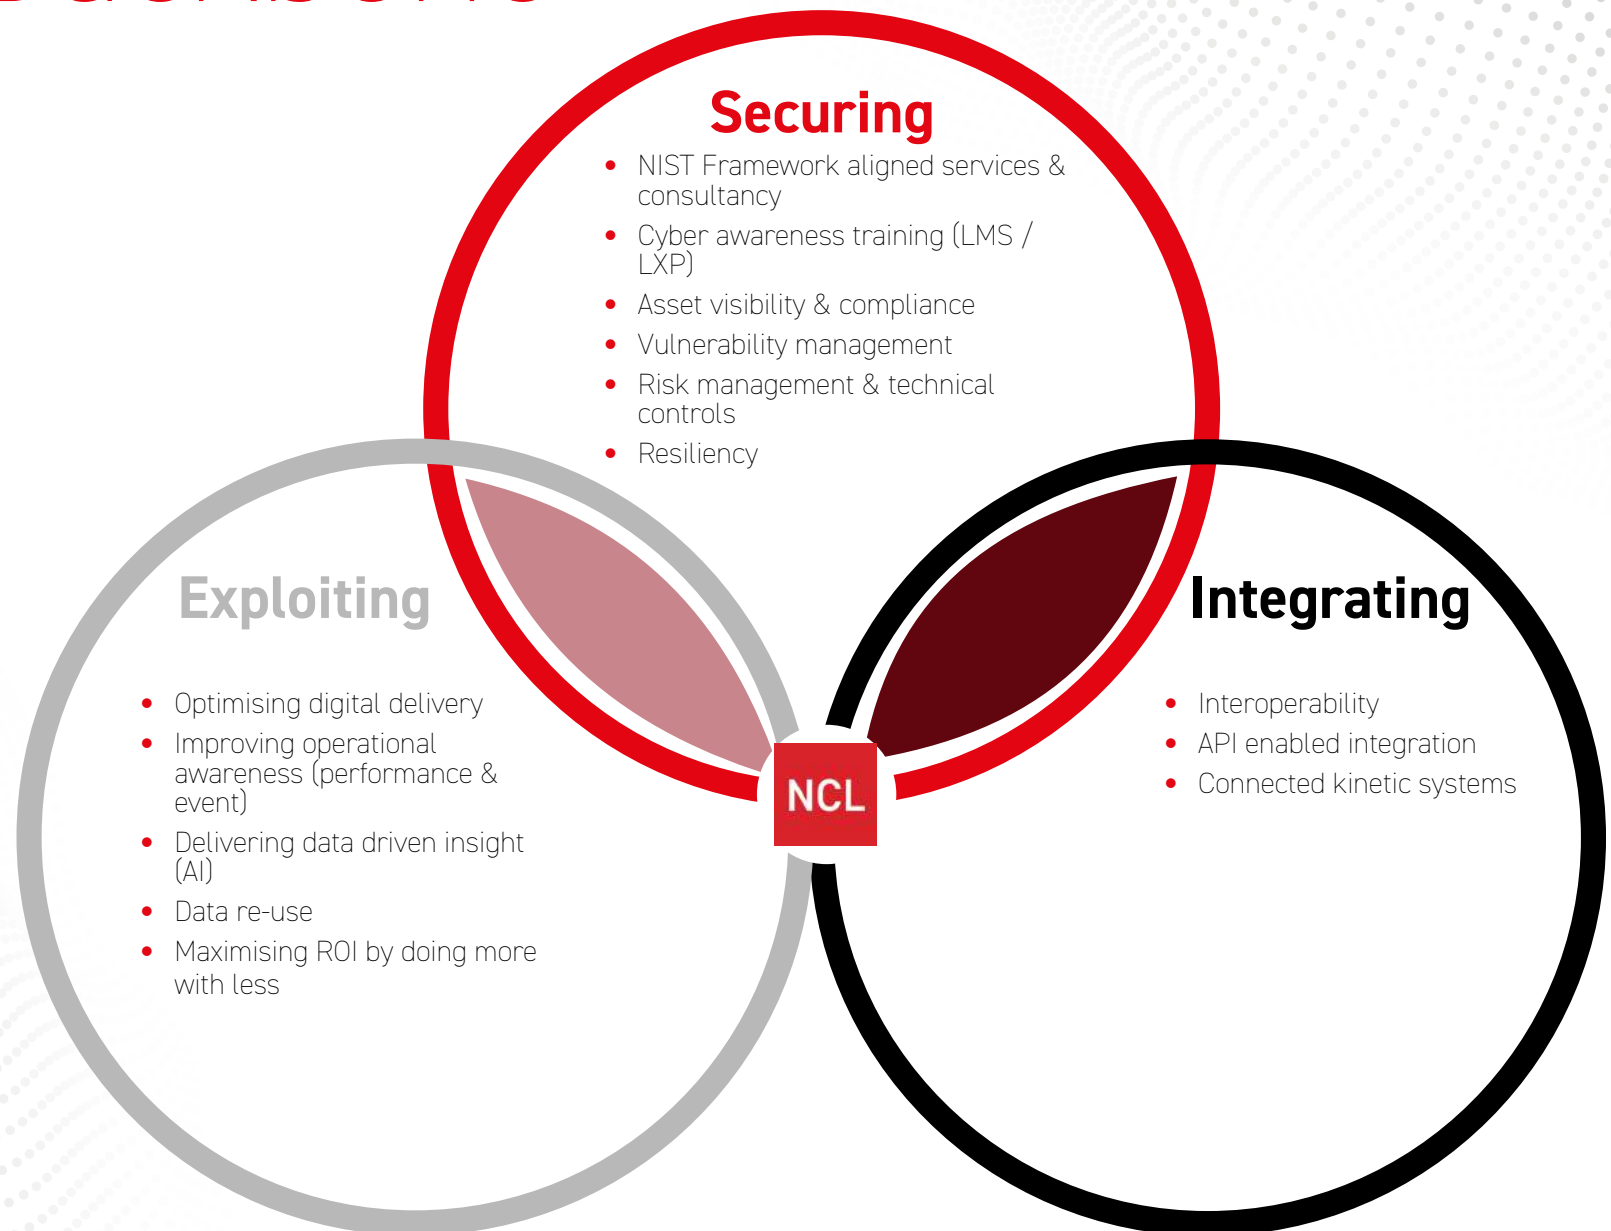 Securing
• NIST Framework aligned services &
consultancy
• Cyber awareness training (LMS /
LXP)
• Asset visibility & compliance
• Vulnerability management
• Risk management & technical
controls
• Resiliency
Exploiting
• Optimising digital delivery
• Improving operational
awareness (performance &
event)
• Delivering data driven insight
(AI)
• Data re-use
• Maximising ROI by doing more
with less
NCL
Integrating
• Interoperability
• API enabled integration
• Connected kinetic systems